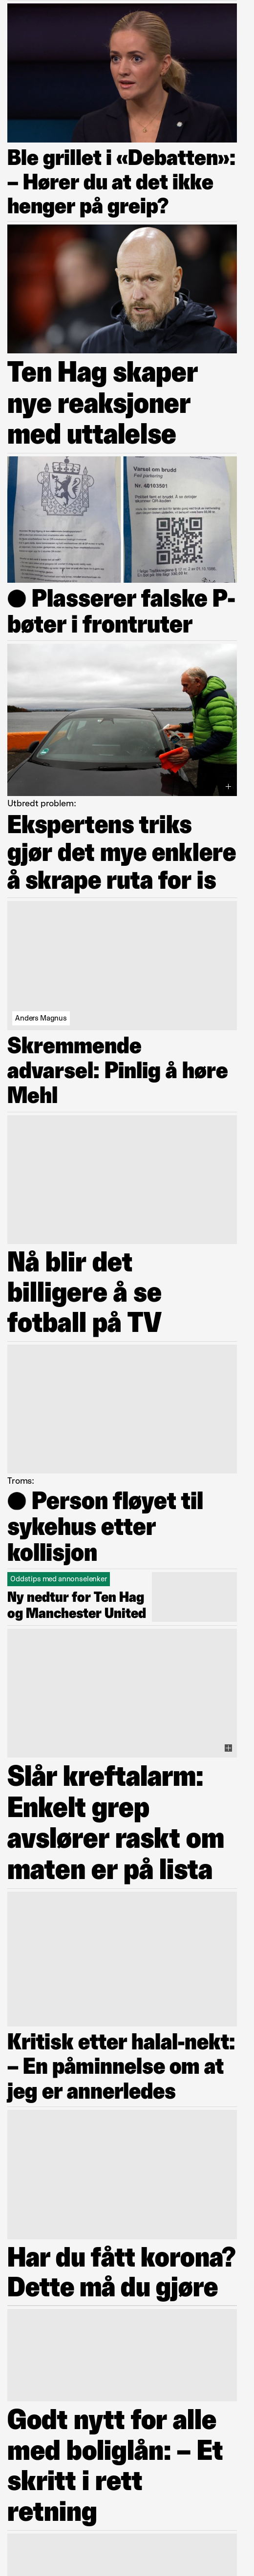 Ble grillet i «Debatten»:
– Hører du at det ikke
henger på greip?
Ten Hag skaper
nye reaksjoner
med uttalelse
Varsel om brudd
● Plasserer falske P-
bøter i frontruter
Utbredt problem:
Ekspertens triks
gjør det mye enklere
å skrape ruta for is
Anders Magnus
Skremmende
advarsel: Pinlig å høre
Mehl
Nå blir det
billigere å se
fotball på TV
Troms:
● Person fløyet til
sykehus etter
kollisjon
Oddstips med annonselenker
Ny nedtur for Ten Hag
og Manchester United
Slår kreftalarm:
Enkelt grep
avslører raskt om
maten er på lista
Kritisk etter halal-nekt:
– En påminnelse om at
jeg er annerledes
Har du fått korona?
Dette må du gjøre
Godt nytt for alle
med boliglån: – Et
skritt i rett
retning